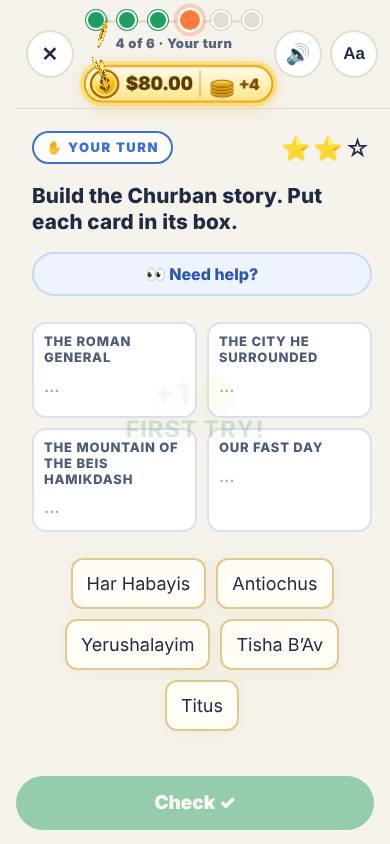 4 of 6 · Your turn
$80.00
+4
Aa
YOUR TURN
Build the Churban story. Put
each card in its box.
Need help?
THE ROMAN
GENERAL
...
THE CITY HE
SURROUNDED
...
+1
FIRST TRY!
THE MOUNTAIN OF
THE BEIS
HAMIKDASH
...
OUR FAST DAY
...
Har Habayis
Antiochus
Yerushalayim
Tisha B’Av
Titus
Check ✓